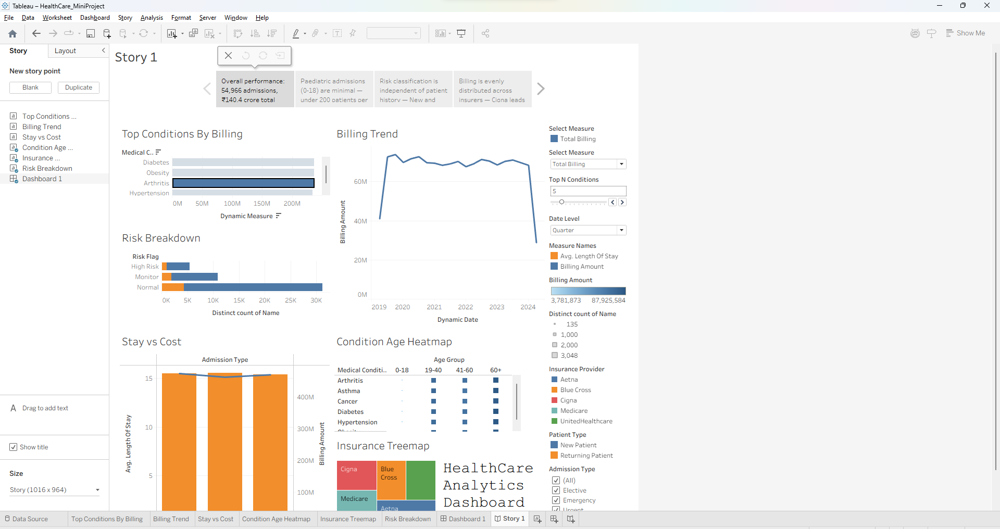 Tableau – HealthCare_MiniProject
File Data Worksheet Dashboard Story Analysis Format Server Window Help
Show Me
Story Layout
New story point
Blank Duplicate
Top Conditions ...
Billing Trend
Stay vs Cost
Condition Age ...
Insurance ...
Risk Breakdown
Dashboard 1
A Drag to add text
Show title
Size
Story (1016 x 964)
Story 1
Overall performance:
54,966 admissions,
₹140.4 crore total
Paediatric admissions
(0-18) are minimal —
under 200 patients per
Risk classification is
independent of patient
history — New and
Billing is evenly
distributed across
insurers — Cigna leads
Top Conditions By Billing
Medical C..
Diabetes
Obesity
Arthritis
Hypertension
0M 50M 100M 150M 200M
Dynamic Measure
Risk Breakdown
Risk Flag
High Risk
Monitor
Normal
0K 5K 10K 15K 20K 25K 30K
Distinct count of Name
Billing Trend
60M
40M
20M
0M
Billing Amount
2019 2020 2021 2022 2023 2024
Dynamic Date
Stay vs Cost
Admission Type
15
10
5
Avg. Length Of Stay
400M
300M
200M
100M
Billing Amount
Condition Age Heatmap
Age Group
Medical Conditi.. 0-18 19-40 41-60 60+
Arthritis
Asthma
Cancer
Diabetes
Hypertension
Insurance Treemap
Cigna
Blue
Cross
Medicare
Aetna
HealthCare
Analytics
Dashboard
Select Measure
Total Billing
Select Measure
Total Billing
Top N Conditions
5
Date Level
Quarter
Measure Names
Avg. Length Of Stay
Billing Amount
Billing Amount
3,781,873 87,925,584
Distinct count of Name
135
1,000
2,000
3,048
Insurance Provider
Aetna
Blue Cross
Cigna
Medicare
UnitedHealthcare
Patient Type
New Patient
Returning Patient
Admission Type
(All)
Elective
Emergency
Urgent
Data Source Top Conditions By Billing Billing Trend Stay vs Cost Condition Age Heatmap Insurance Treemap Risk Breakdown Dashboard 1 Story 1